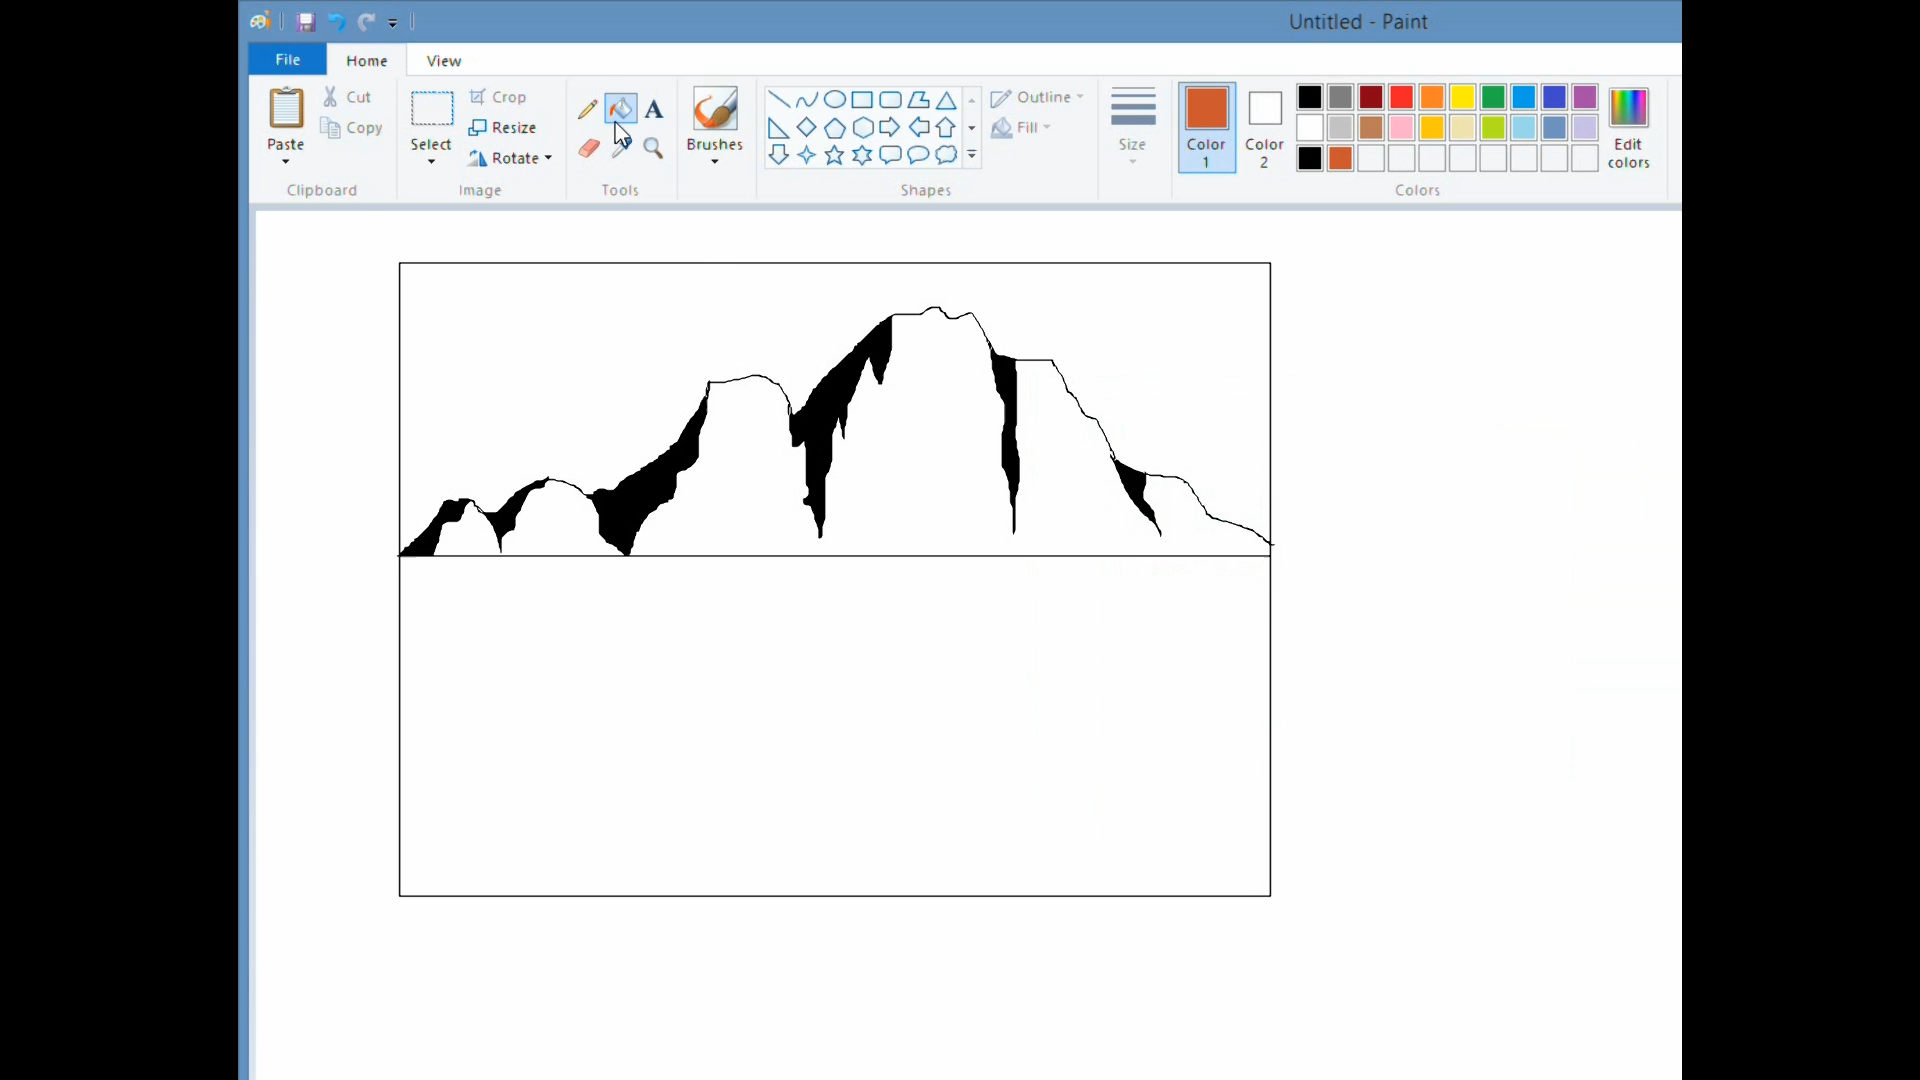 Untitled - Paint
File Home View
Paste Cut Copy Select Crop Resize Rotate A Brushes Outline Fill Size Color 1 Color 2 Edit colors
Clipboard Image Tools Shapes Colors